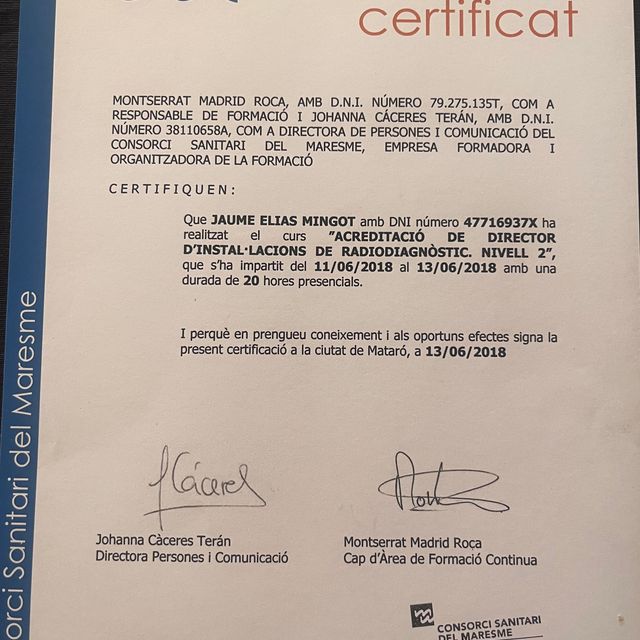 certificat
MONTSERRAT MADRID ROCA, AMB D.N.I. NÚMERO 79.275.135T, COM A
RESPONSABLE DE FORMACIÓ I JOHANNA CÁCERES TERÁN, AMB D.N.I.
NÚMERO 38110658A, COM A DIRECTORA DE PERSONES I COMUNICACIÓ DEL
CONSORCI SANITARI DEL MARESME, EMPRESA FORMADORA I
ORGANITZADORA DE LA FORMACIÓ
CERTIFIQUEN:
Que JAUME ELIAS MINGOT amb DNI número 47716937X ha
realitzat el curs "ACREDITACIÓ DE DIRECTOR
D'INSTAL·LACIONS DE RADIODIAGNÒSTIC. NIVELL 2",
que s'ha impartit del 11/06/2018 al 13/06/2018 amb una
durada de 20 hores presencials.
I perquè en prengueu coneixement i als oportuns efectes signa la
present certificació a la ciutat de Mataró, a 13/06/2018
Cáceres
Johanna Càceres Terán
Directora Persones i Comunicació
Montserrat Madrid Roca
Cap d'Àrea de Formació Continua
CONSORCI SANITARI
DEL MARESME
orci Sanitari del Maresme